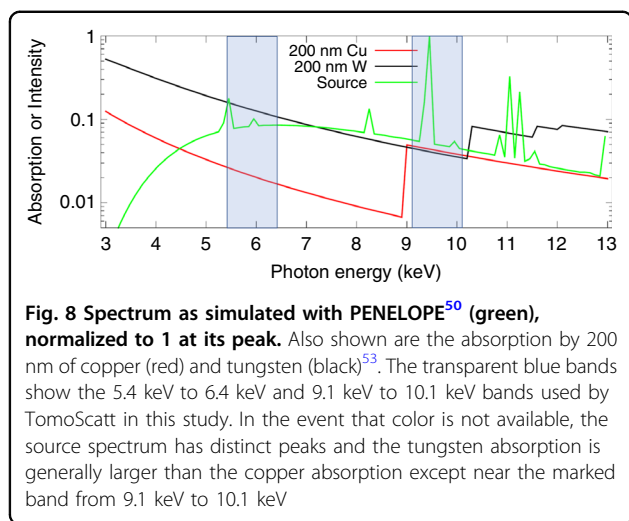 1
0.1
0.01
Absorption or Intensity
200 nm Cu
200 nm W
Source
3 4 5 6 7 8 9 10 11 12 13
Photon energy (keV)
Fig. 8 Spectrum as simulated with PENELOPE50 (green),
normalized to 1 at its peak. Also shown are the absorption by 200
nm of copper (red) and tungsten (black)53. The transparent blue bands
show the 5.4 keV to 6.4 keV and 9.1 keV to 10.1 keV bands used by
TomoScatt in this study. In the event that color is not available, the
source spectrum has distinct peaks and the tungsten absorption is
generally larger than the copper absorption except near the marked
band from 9.1 keV to 10.1 keV